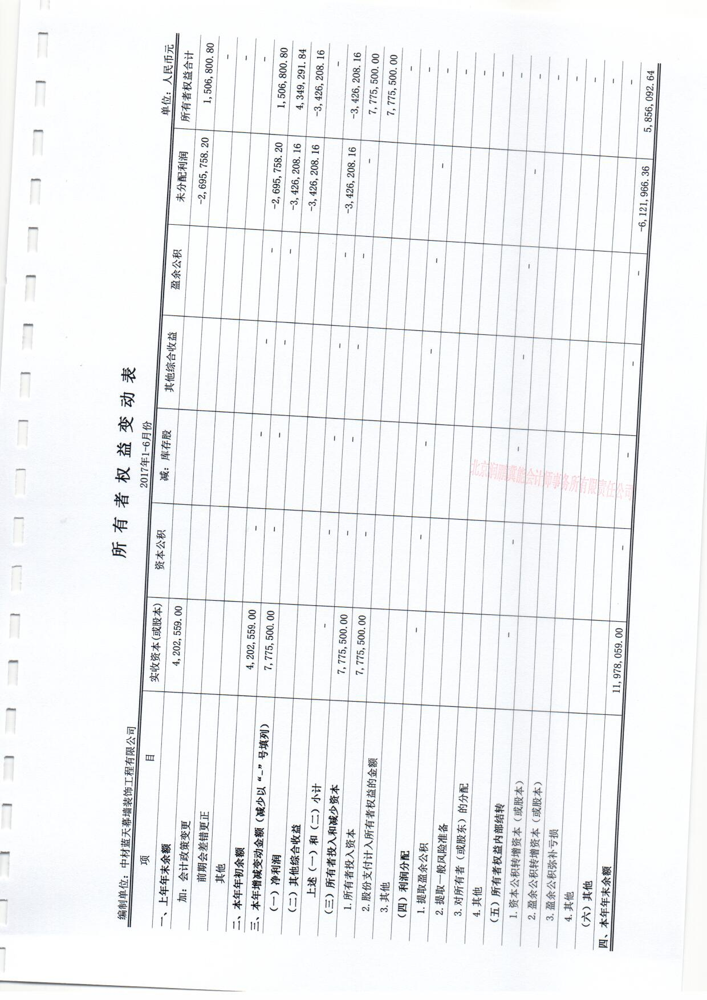 所有者权益变动表
2017年1-6月份
编制单位：中材蓝天幕墙装饰工程有限公司 单位：人民币元
项 目 实收资本(或股本) 资本公积 减：库存股 其他综合收益 盈余公积 未分配利润 所有者权益合计
一、上年年末余额 4,202,559.00 -2,695,758.20 1,506,800.80
加：会计政策变更 -
前期会差错更正 -
其他 -
二、本年年初余额 4,202,559.00 - - - - -2,695,758.20 1,506,800.80
三、本年增减变动金额（减少以“-”号填列） 7,775,500.00 - - - - -3,426,208.16 4,349,291.84
（一）净利润 -3,426,208.16 -3,426,208.16
（二）其他综合收益 -
上述（一）和（二）小计 - - - - - -3,426,208.16 -3,426,208.16
（三）所有者投入和减少资本 7,775,500.00 - - - - - 7,775,500.00
1.所有者投入资本 7,775,500.00 - 7,775,500.00
2.股份支付计入所有者权益的金额 -
3.其他 -
（四）利润分配 - - - - - - -
1.提取盈余公积 -
2.提取一般风险准备 -
3.对所有者（或股东）的分配 -
4.其他 -
（五）所有者权益内部结转 - - - - - - -
1.资本公积转增资本（或股本） -
2.盈余公积转增资本（或股本） -
3.盈余公积弥补亏损 -
4.其他 -
（六）其他 -
四、本年年末余额 11,978,059.00 - - - - -6,121,966.36 5,856,092.64
北京润鹏冀能会计师事务所有限责任公司